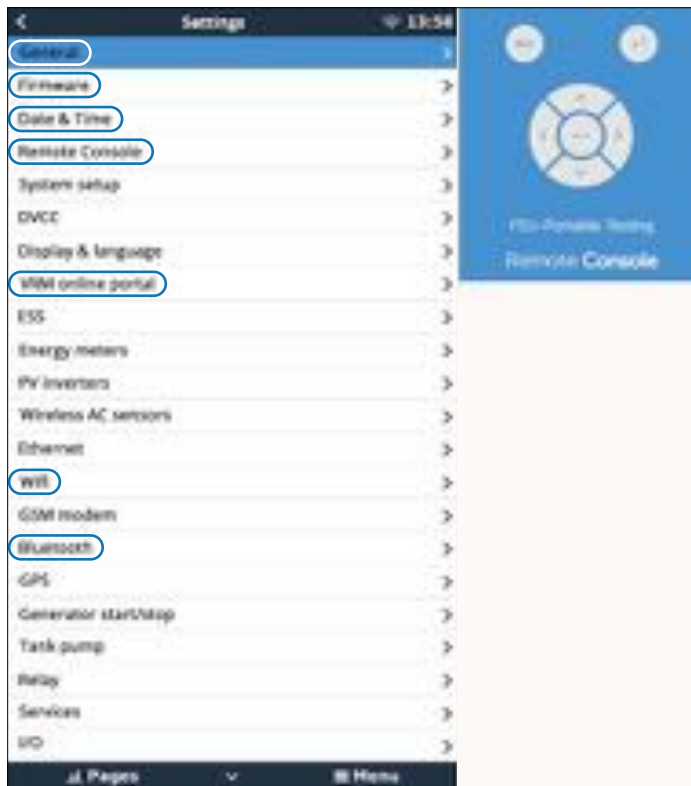 Settings 13:58
General
Firmware
Date & Time
Remote Console
System setup
DVCC
Display & language
VRM online portal
ESS
Energy meters
PV inverters
Wireless AC sensors
Ethernet
Wifi
GSM modem
Bluetooth
GPS
Generator start/stop
Tank pump
Relay
Services
I/O
Pages Menu
Testing
Remote Console